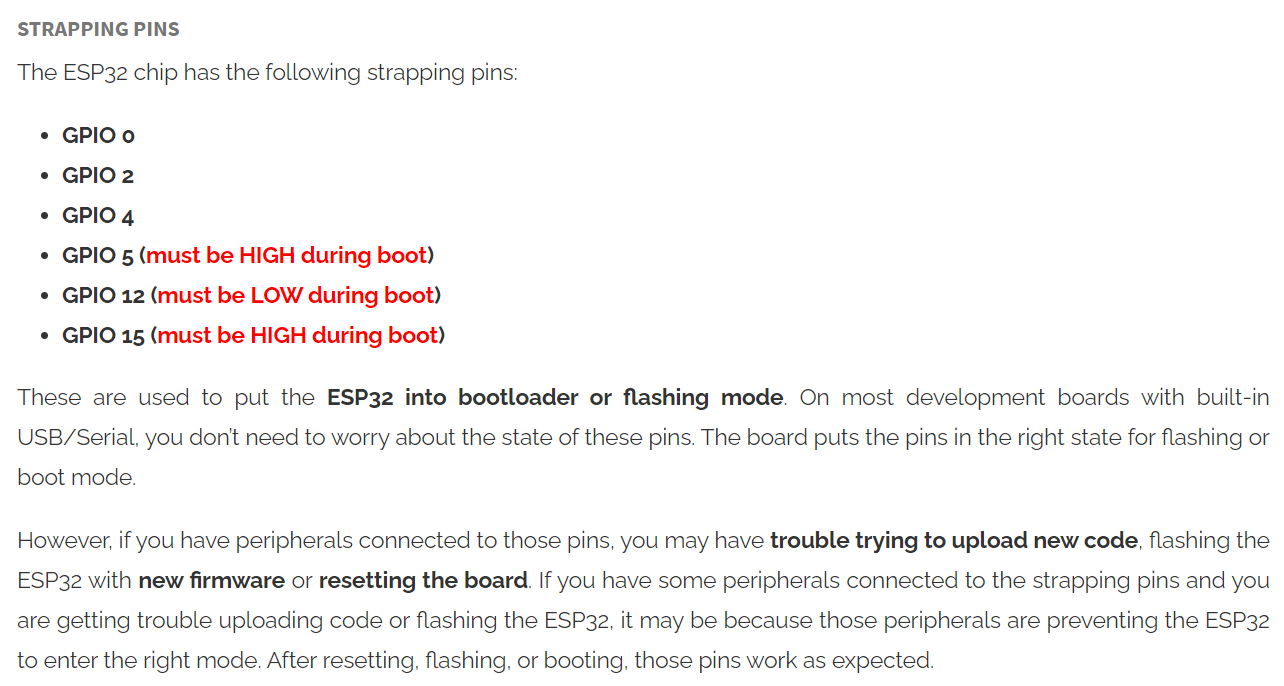 STRAPPING PINS
The ESP32 chip has the following strapping pins:
• GPIO 0
• GPIO 2
• GPIO 4
• GPIO 5 (must be HIGH during boot)
• GPIO 12 (must be LOW during boot)
• GPIO 15 (must be HIGH during boot)
These are used to put the ESP32 into bootloader or flashing mode. On most development boards with built-in
USB/Serial, you don't need to worry about the state of these pins. The board puts the pins in the right state for flashing or
boot mode.
However, if you have peripherals connected to those pins, you may have trouble trying to upload new code, flashing the
ESP32 with new firmware or resetting the board. If you have some peripherals connected to the strapping pins and you
are getting trouble uploading code or flashing the ESP32, it may be because those peripherals are preventing the ESP32
to enter the right mode. After resetting, flashing, or booting, those pins work as expected.